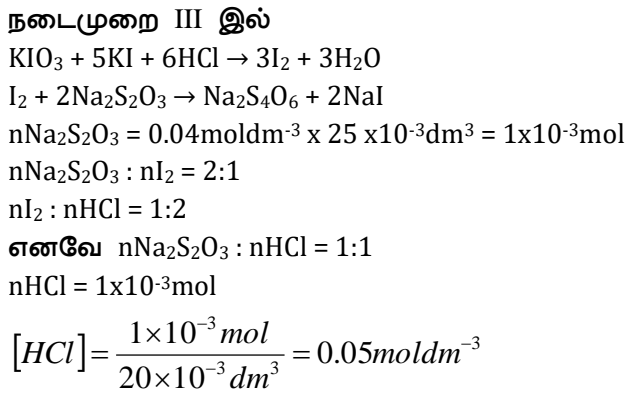 நடைமுறை III இல்
KIO₃ + 5KI + 6HCl → 3I₂ + 3H₂O
I₂ + 2Na₂S₂O₃ → Na₂S₄O₆ + 2NaI
nNa₂S₂O₃ = 0.04moldm⁻³ x 25 x10⁻³dm³ = 1x10⁻³mol
nNa₂S₂O₃ : nI₂ = 2:1
nI₂ : nHCl = 1:2
எனவே nNa₂S₂O₃ : nHCl = 1:1
nHCl = 1x10⁻³mol
[HCl] = 1×10⁻³ mol / 20×10⁻³ dm³ = 0.05moldm⁻³